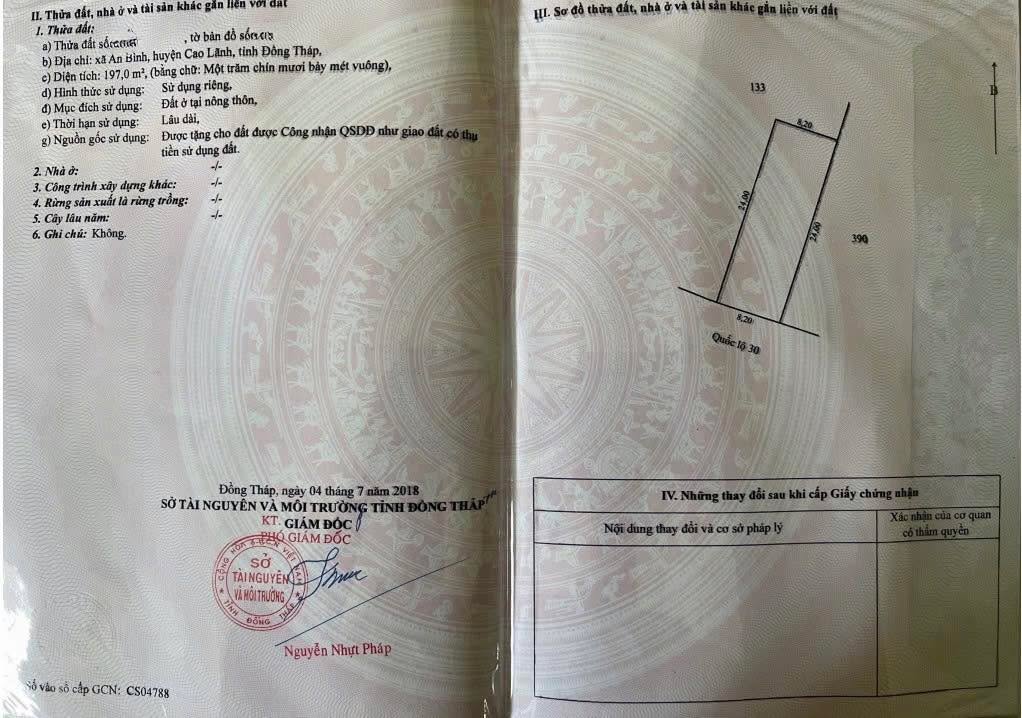 II. Thửa đất, nhà ở và tài sản khác gắn liền với đất
1. Thửa đất:
a) Thửa đất số , tờ bản đồ số
b) Địa chỉ: xã An Bình, huyện Cao Lãnh, tỉnh Đồng Tháp,
c) Diện tích: 197,0 m², (bằng chữ: Một trăm chín mươi bảy mét vuông),
d) Hình thức sử dụng: Sử dụng riêng,
đ) Mục đích sử dụng: Đất ở tại nông thôn,
e) Thời hạn sử dụng: Lâu dài,
g) Nguồn gốc sử dụng: Được tặng cho đất được Công nhận QSDĐ như giao đất có thu
tiền sử dụng đất.
2. Nhà ở: -/-
3. Công trình xây dựng khác: -/-
4. Rừng sản xuất là rừng trồng: -/-
5. Cây lâu năm: -/-
6. Ghi chú: Không.
Đồng Tháp, ngày 04 tháng 7 năm 2018
SỞ TÀI NGUYÊN VÀ MÔI TRƯỜNG TỈNH ĐỒNG THÁP
KT. GIÁM ĐỐC
PHÓ GIÁM ĐỐC
CỘNG HÒA X.H.C.N VIỆT NAM
SỞ
TÀI NGUYÊN
VÀ MÔI TRƯỜNG
TỈNH ĐỒNG THÁP
Nguyễn Nhựt Pháp
Số vào sổ cấp GCN: CS04788
III. Sơ đồ thửa đất, nhà ở và tài sản khác gắn liền với đất
133
B
8,20
24,00
24,00
390
8,20
Quốc lộ 30
IV. Những thay đổi sau khi cấp Giấy chứng nhận
Nội dung thay đổi và cơ sở pháp lý
Xác nhận của cơ quan
có thẩm quyền